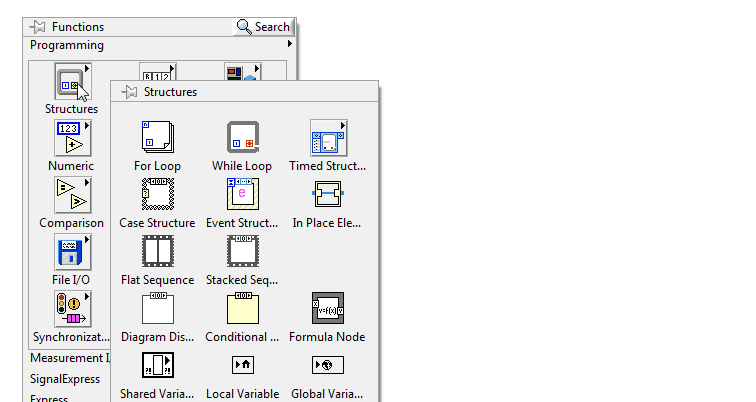 Functions
Search
Programming
Structures
Structures
For Loop
While Loop
Timed Struct...
Numeric
Case Structure
Event Struct...
In Place Ele...
Comparison
Flat Sequence
Stacked Seq...
File I/O
Diagram Dis...
Conditional ...
Formula Node
Synchronizat...
Measurement I
Shared Varia...
Local Variable
Global Varia...
SignalExpress
Express